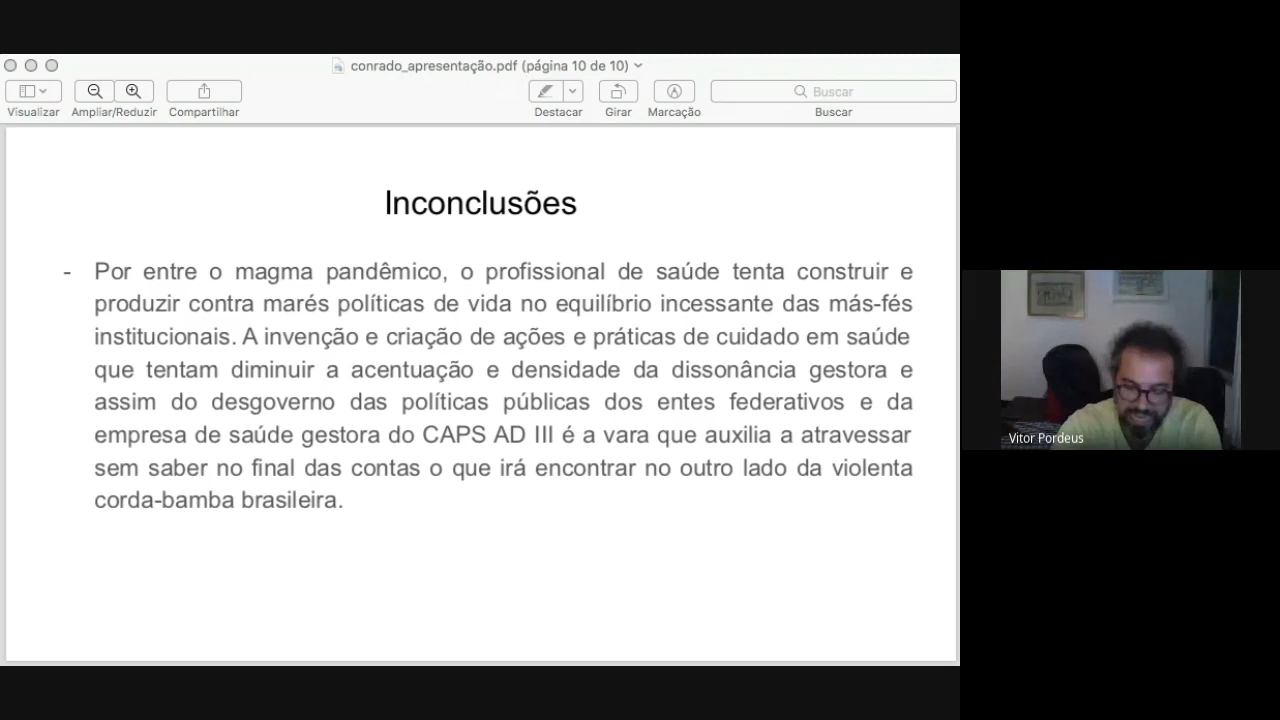 conrado_apresentação.pdf (página 10 de 10)
Buscar
Visualizar
Ampliar/Reduzir
Compartilhar
Destacar
Girar
Marcação
Buscar
Inconclusões
- Por entre o magma pandêmico, o profissional de saúde tenta construir e
produzir contra marés políticas de vida no equilíbrio incessante das más-fés
institucionais. A invenção e criação de ações e práticas de cuidado em saúde
que tentam diminuir a acentuação e densidade da dissonância gestora e
assim do desgoverno das políticas públicas dos entes federativos e da
empresa de saúde gestora do CAPS AD III é a vara que auxilia a atravessar
sem saber no final das contas o que irá encontrar no outro lado da violenta
corda-bamba brasileira.
Vitor Pordeus